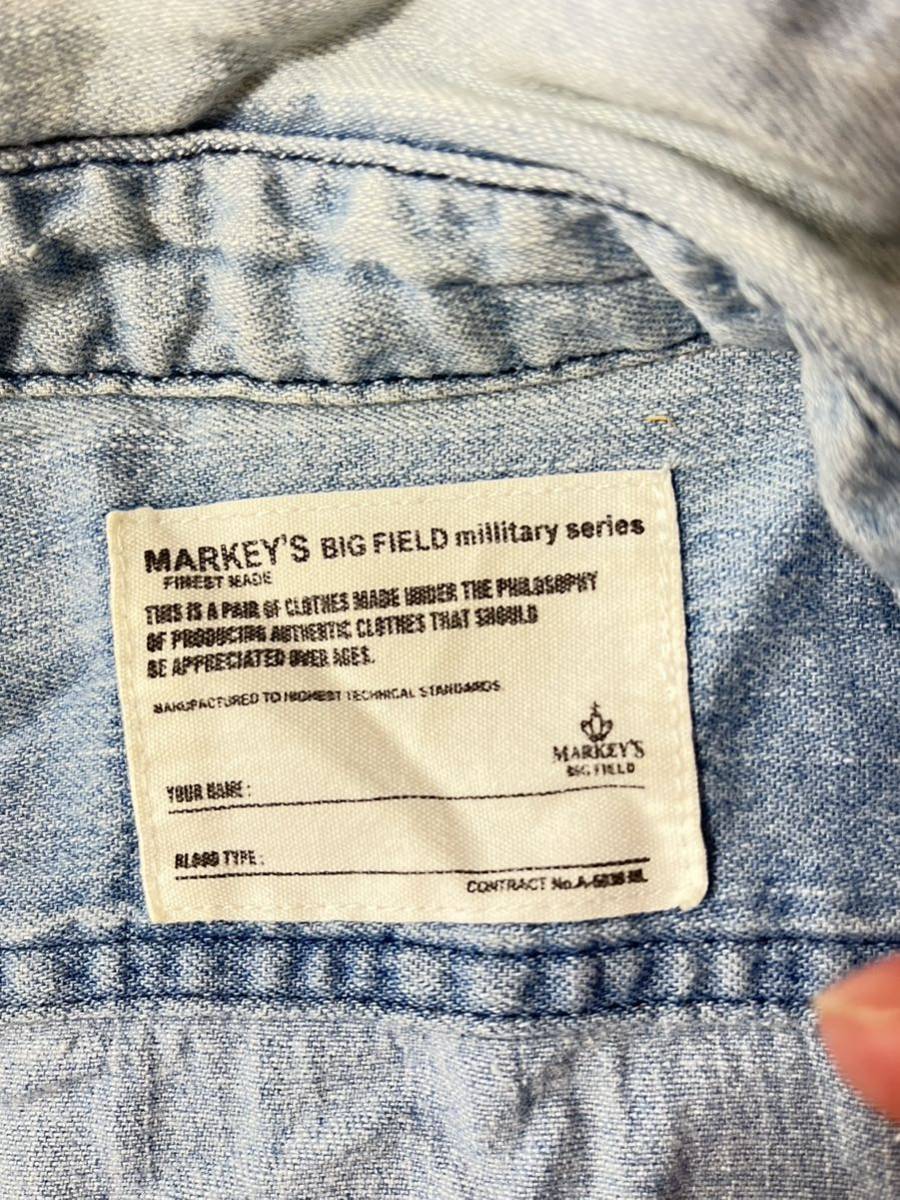 MARKEY'S BIG FIELD millitary series
FINEST MADE
THIS IS A PAIR OF CLOTHES MADE UNDER THE PHILOSOPHY
OF PRODUCING AUTHENTIC CLOTHES THAT SHOULD
BE APPRECIATED OVER AGES.
MANUFACTURED TO HIGHEST TECHNICAL STANDARDS
MARKEY'S
BIG FIELD
YOUR NAME :
BLOOD TYPE :
CONTRACT No.